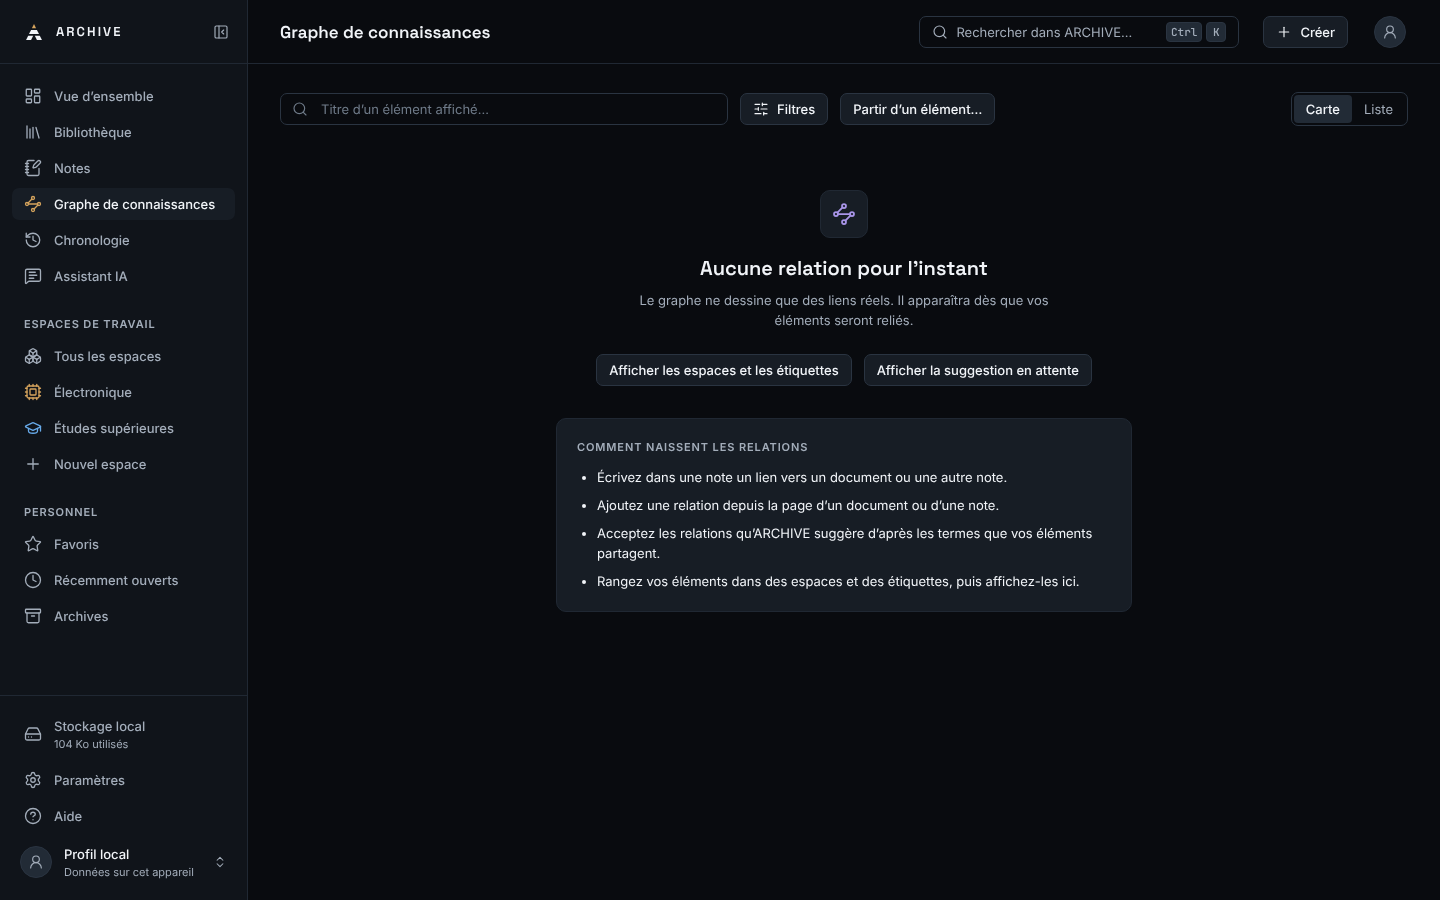 ARCHIVE
Graphe de connaissances
Rechercher dans ARCHIVE...
Ctrl K
Créer
Vue d’ensemble
Bibliothèque
Notes
Graphe de connaissances
Chronologie
Assistant IA
ESPACES DE TRAVAIL
Tous les espaces
Électronique
Études supérieures
Nouvel espace
PERSONNEL
Favoris
Récemment ouverts
Archives
Stockage local
104 Ko utilisés
Paramètres
Aide
Profil local
Données sur cet appareil
Titre d’un élément affiché...
Filtres
Partir d’un élément...
Carte
Liste
Aucune relation pour l’instant
Le graphe ne dessine que des liens réels. Il apparaîtra dès que vos
éléments seront reliés.
Afficher les espaces et les étiquettes
Afficher la suggestion en attente
COMMENT NAISSENT LES RELATIONS
• Écrivez dans une note un lien vers un document ou une autre note.
• Ajoutez une relation depuis la page d’un document ou d’une note.
• Acceptez les relations qu’ARCHIVE suggère d’après les termes que vos éléments
partagent.
• Rangez vos éléments dans des espaces et des étiquettes, puis affichez-les ici.